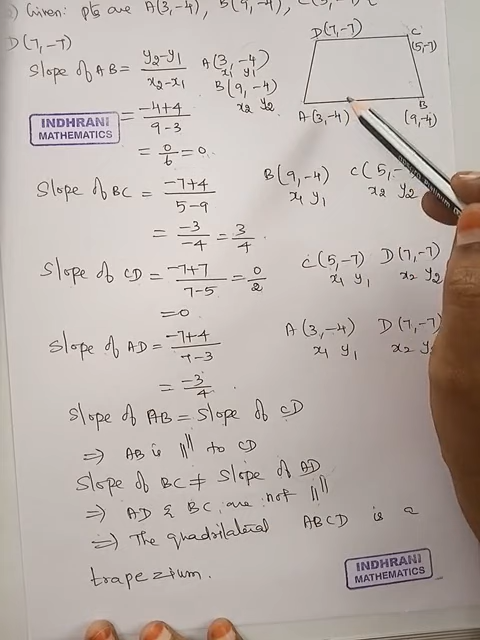 Given: pts are A(3,-4), B(9,-4),
D(7,-7)
D(7,-7) C
(5,-7)
A(3,-4) B
(9,-4)
Slope of AB = y2-y1 / x2-x1 A(3,-4)
x1 y1
B(9,-4)
x2 y2
INDHRANI
MATHEMATICS
= -4+4 / 9-3
= 0/6 = 0.
Slope of BC = -7+4 / 5-9 B(9,-4) C(5,-
x1 y1 x2 y2
= -3/-4 = 3/4
Slope of CD = -7+7 / 7-5 = 0/2 C(5,-7) D(7,-7)
x1 y1 x2 y2
=0
Slope of AD = -7+4 / 7-3 A(3,-4) D(7,-7)
x1 y1 x2
= -3/4.
Slope of AB = Slope of CD
⇒ AB is ||l to CD
Slope of BC ≠ Slope of AD
⇒ AD & BC are not ||l
⇒ The quadrilateral ABCD is a
trapezium.
INDHRANI
MATHEMATICS